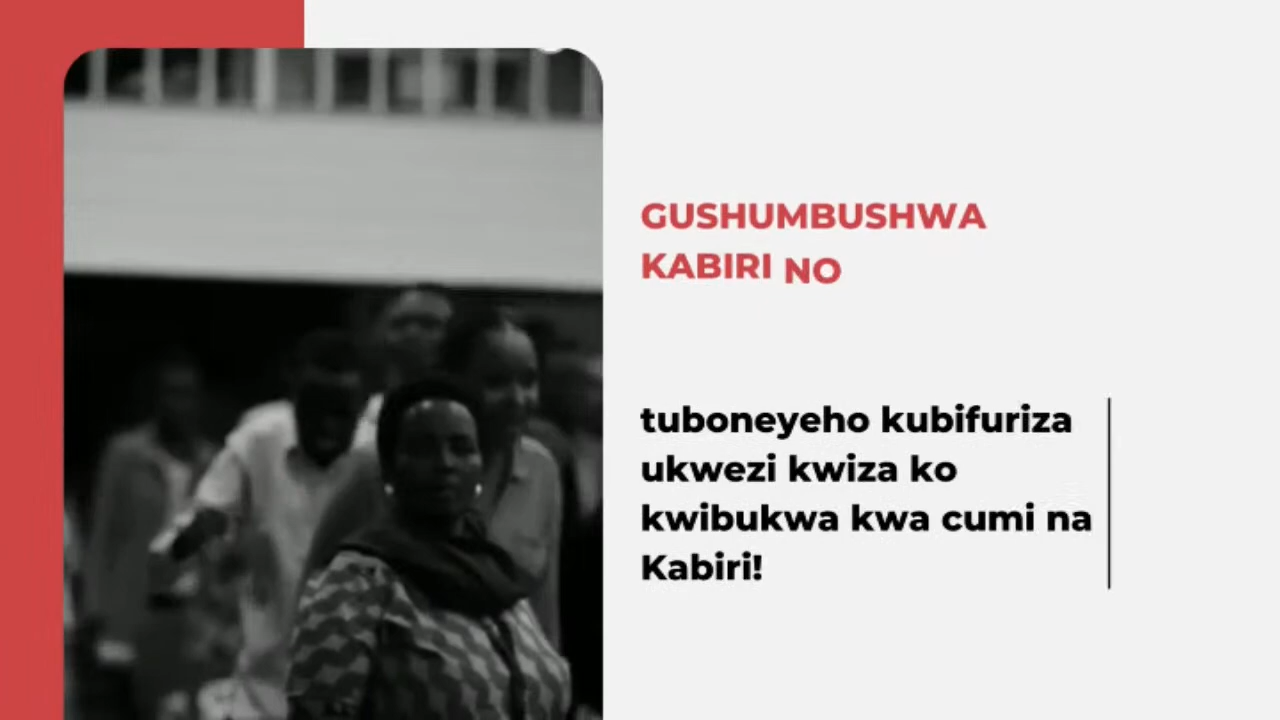 GUSHUMBUSHWA
KABIRI NO
tuboneyeho kubifuriza
ukwezi kwiza ko
kwibukwa kwa cumi na
Kabiri!